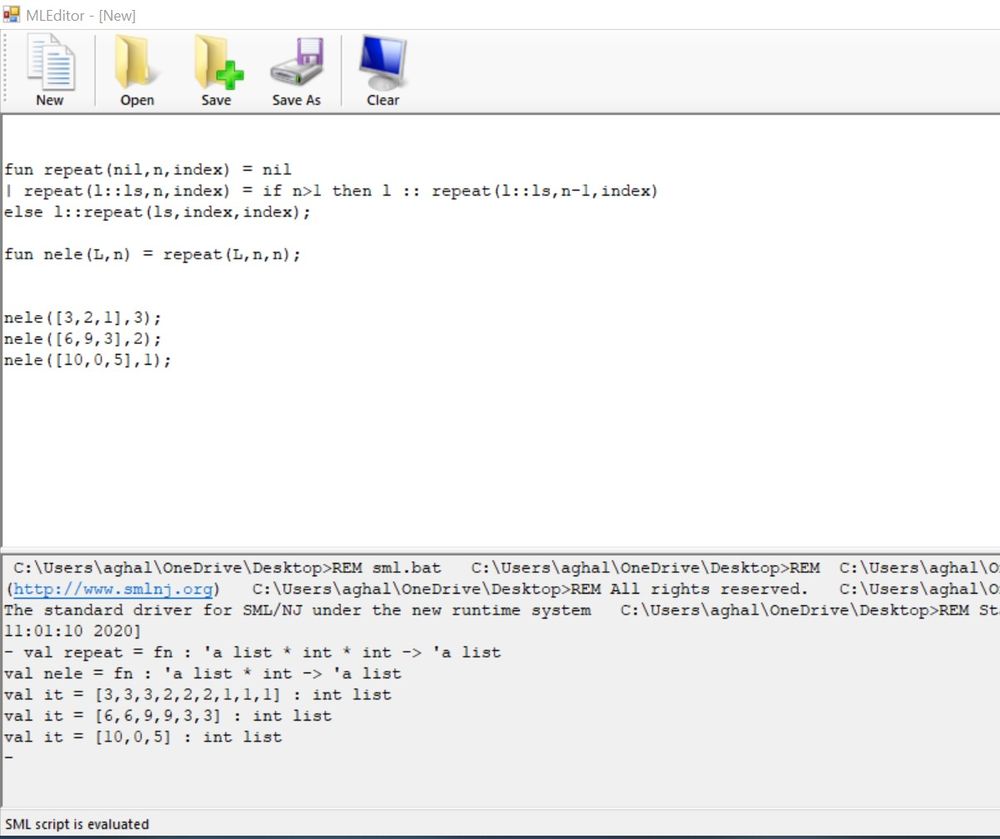 MLEditor - [New]
New Open Save Save As Clear
fun repeat(nil,n,index) = nil
| repeat(l::ls,n,index) = if n>1 then l :: repeat(l::ls,n-1,index)
else l::repeat(ls,index,index);
fun nele(L,n) = repeat(L,n,n);
nele([3,2,1],3);
nele([6,9,3],2);
nele([10,0,5],1);
C:\Users\aghal\OneDrive\Desktop>REM sml.bat C:\Users\aghal\OneDrive\Desktop>REM C:\Users\aghal\O
(http://www.smlnj.org) C:\Users\aghal\OneDrive\Desktop>REM All rights reserved. C:\Users\aghal\O
The standard driver for SML/NJ under the new runtime system C:\Users\aghal\OneDrive\Desktop>REM St
11:01:10 2020]
- val repeat = fn : 'a list * int * int -> 'a list
val nele = fn : 'a list * int -> 'a list
val it = [3,3,3,2,2,2,1,1,1] : int list
val it = [6,6,9,9,3,3] : int list
val it = [10,0,5] : int list
-
SML script is evaluated